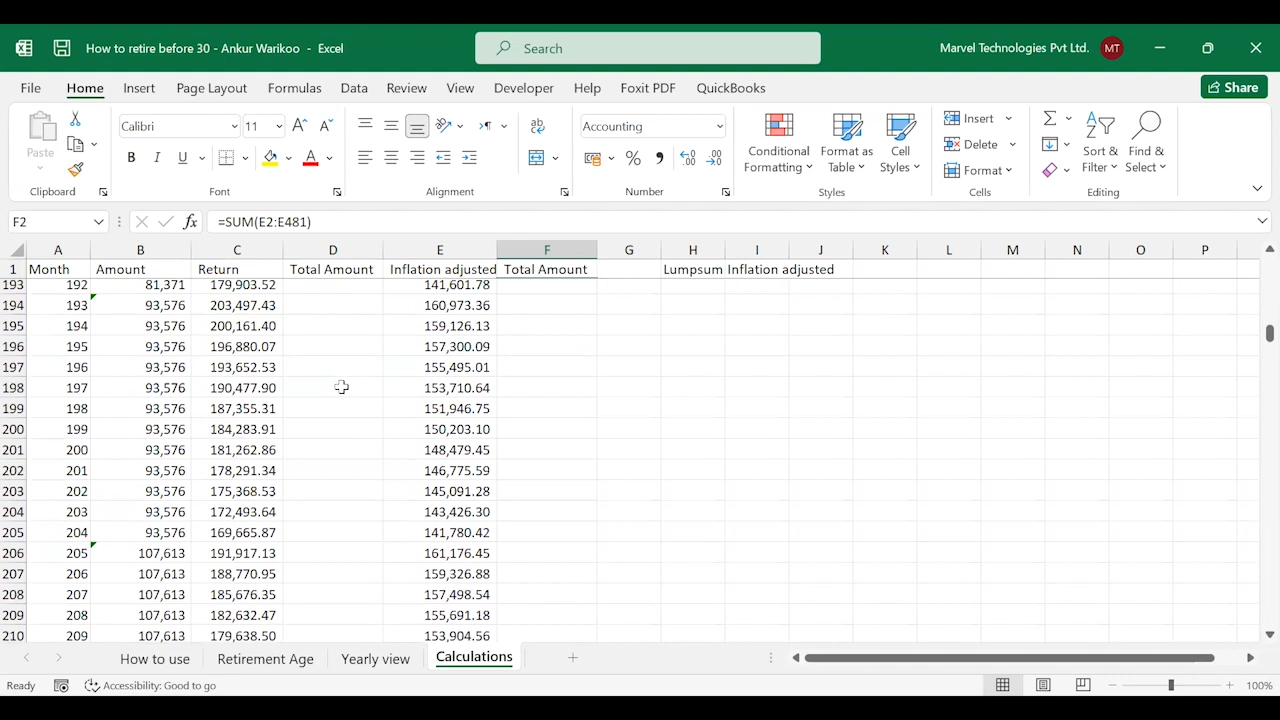 How to retire before 30 - Ankur Warikoo - Excel
Search
Marvel Technologies Pvt Ltd. MT
File Home Insert Page Layout Formulas Data Review View Developer Help Foxit PDF QuickBooks
Share
Paste
Clipboard
Calibri 11
B I U
Font
Alignment
Accounting
Number
Conditional Formatting
Format as Table
Cell Styles
Styles
Insert
Delete
Format
Cells
Sort & Filter
Find & Select
Editing
F2 fx =SUM(E2:E481)
A B C D E F G H I J K L M N O P
1 Month Amount Return Total Amount Inflation adjusted Total Amount Lumpsum Inflation adjusted
193 192 81,371 179,903.52 141,601.78
194 193 93,576 203,497.43 160,973.36
195 194 93,576 200,161.40 159,126.13
196 195 93,576 196,880.07 157,300.09
197 196 93,576 193,652.53 155,495.01
198 197 93,576 190,477.90 153,710.64
199 198 93,576 187,355.31 151,946.75
200 199 93,576 184,283.91 150,203.10
201 200 93,576 181,262.86 148,479.45
202 201 93,576 178,291.34 146,775.59
203 202 93,576 175,368.53 145,091.28
204 203 93,576 172,493.64 143,426.30
205 204 93,576 169,665.87 141,780.42
206 205 107,613 191,917.13 161,176.45
207 206 107,613 188,770.95 159,326.88
208 207 107,613 185,676.35 157,498.54
209 208 107,613 182,632.47 155,691.18
210 209 107,613 179,638.50 153,904.56
How to use Retirement Age Yearly view Calculations
Ready Accessibility: Good to go 100%